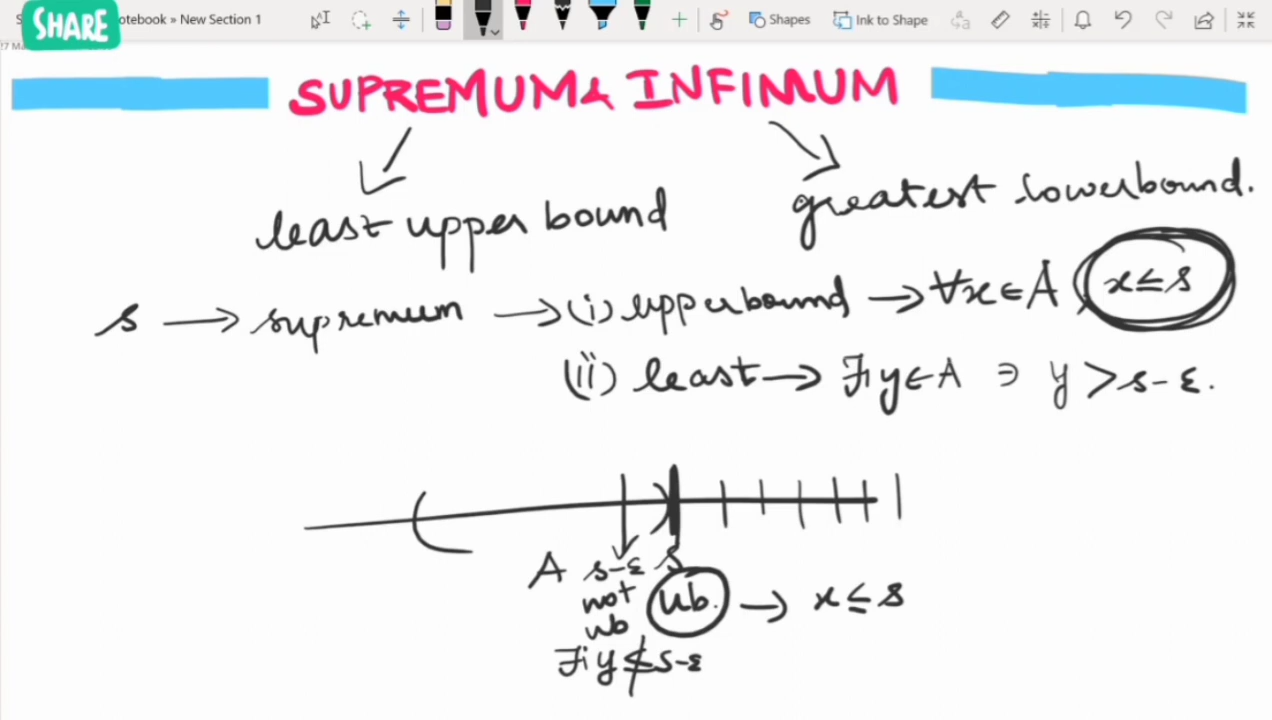 SHARE
otebook » New Section 1
Shapes
Ink to Shape
SUPREMUM & INFIMUM
least upper bound
greatest lowerbound.
s → supremum → (i) upperbound → ∀x∈A x≤s
(ii) least → ∃ y∈A ∋ y > s-ε.
A s-ε s
not ub. → x ≤ s
ub
∃ y ≰ s-ε